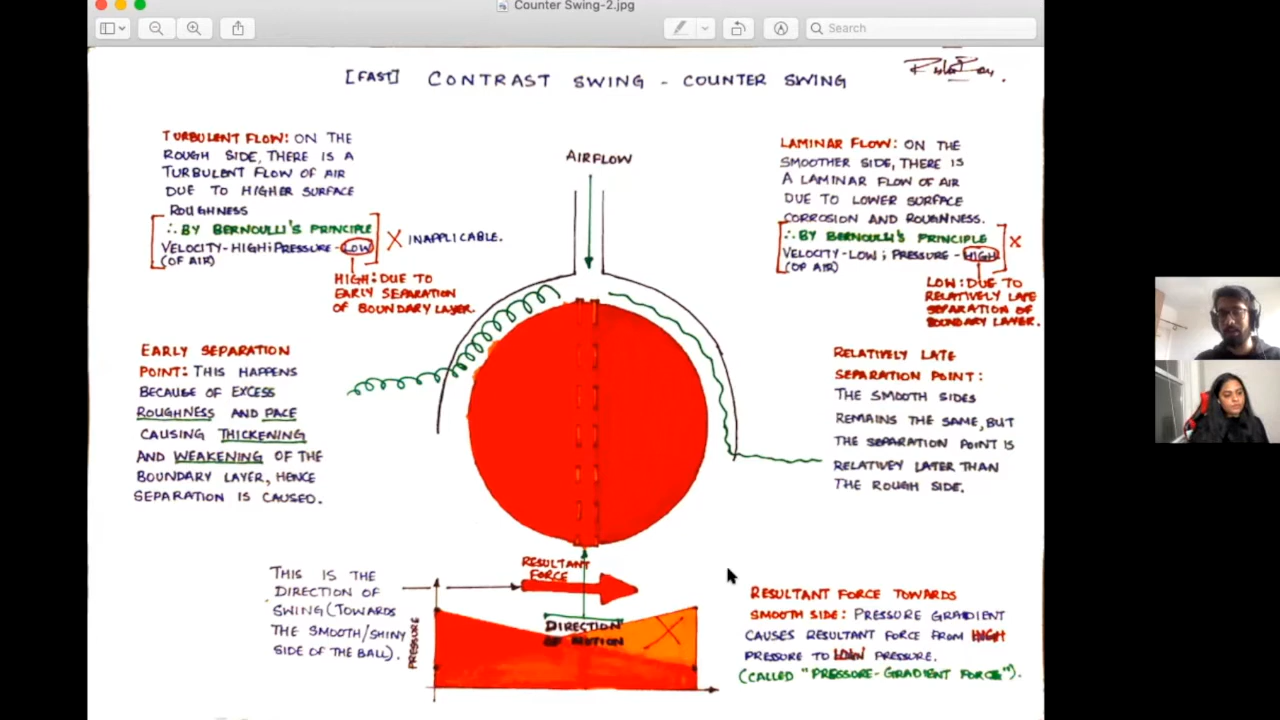 Counter Swing-2.jpg
Search
[FAST] CONTRAST SWING - COUNTER SWING
TURBULENT FLOW: ON THE
ROUGH SIDE, THERE IS A
TURBULENT FLOW OF AIR
DUE TO HIGHER SURFACE
ROUGHNESS
∴ BY BERNOULLI'S PRINCIPLE
VELOCITY-HIGH; PRESSURE-LOW
(OF AIR)
X INAPPLICABLE.
HIGH: DUE TO
EARLY SEPARATION
OF BOUNDARY LAYER.
AIRFLOW
LAMINAR FLOW: ON THE
SMOOTHER SIDE, THERE IS
A LAMINAR FLOW OF AIR
DUE TO LOWER SURFACE
CORROSION AND ROUGHNESS.
∴ BY BERNOULLI'S PRINCIPLE
VELOCITY-LOW; PRESSURE-HIGH
(OF AIR)
X
LOW: DUE TO
RELATIVELY LATE
SEPARATION OF
BOUNDARY LAYER.
EARLY SEPARATION
POINT: THIS HAPPENS
BECAUSE OF EXCESS
ROUGHNESS AND PACE
CAUSING THICKENING
AND WEAKENING OF THE
BOUNDARY LAYER, HENCE
SEPARATION IS CAUSED.
RELATIVELY LATE
SEPARATION POINT:
THE SMOOTH SIDES
REMAINS THE SAME, BUT
THE SEPARATION POINT IS
RELATIVEY LATER THAN
THE ROUGH SIDE.
THIS IS THE
DIRECTION OF
SWING (TOWARDS
THE SMOOTH/SHINY
SIDE OF THE BALL).
RESULTANT
FORCE
PRESSURE
DIRECTION
OF MOTION
RESULTANT FORCE TOWARDS
SMOOTH SIDE: PRESSURE GRADIENT
CAUSES RESULTANT FORCE FROM HIGH
PRESSURE TO LOW PRESSURE.
(CALLED "PRESSURE-GRADIENT FORCE").